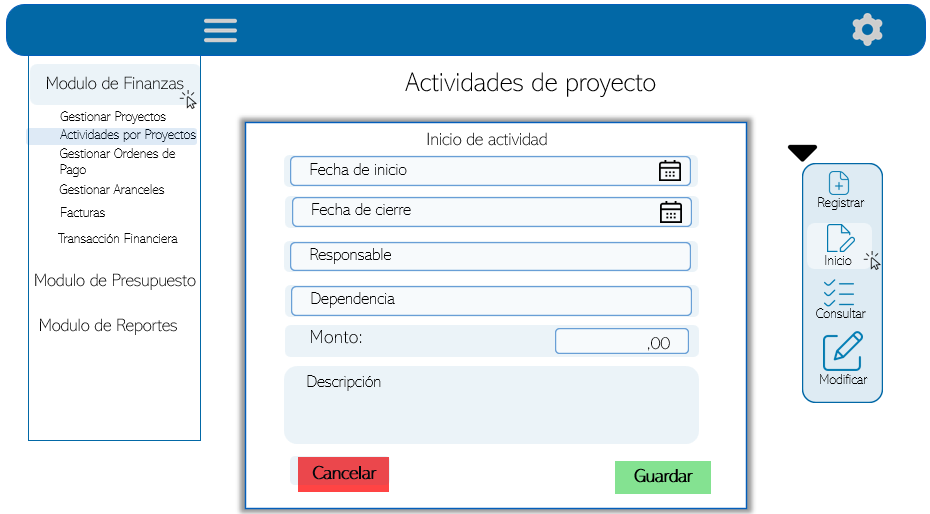 Modulo de Finanzas
Gestionar Proyectos
Actividades por Proyectos
Gestionar Ordenes de
Pago
Gestionar Aranceles
Facturas
Transacción Financiera
Modulo de Presupuesto
Modulo de Reportes
Actividades de proyecto
Inicio de actividad
Fecha de inicio
Fecha de cierre
Responsable
Dependencia
Monto:
,00
Descripción
Cancelar
Guardar
Registrar
Inicio
Consultar
Modificar